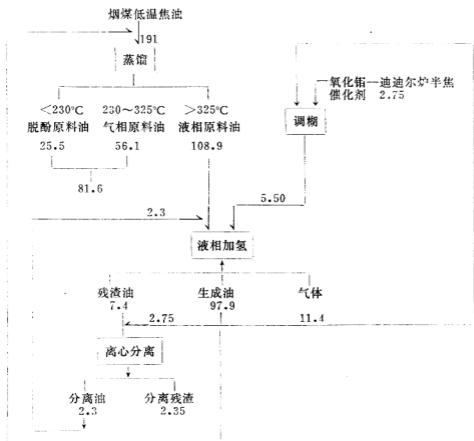 烟煤低温焦油
191
蒸馏
<230℃ 230～325℃ >325℃
脱酚原料油 气相原料油 液相原料油
25.5 56.1 108.9
81.6
一氧化钼一迪迪尔炉半焦
催化剂 2.75
调糊
5.50
2.3
液相加氢
残渣油 生成油 气体
7.4 97.9 11.4
2.75
离心分离
分离油 分离残渣
2.3 2.35